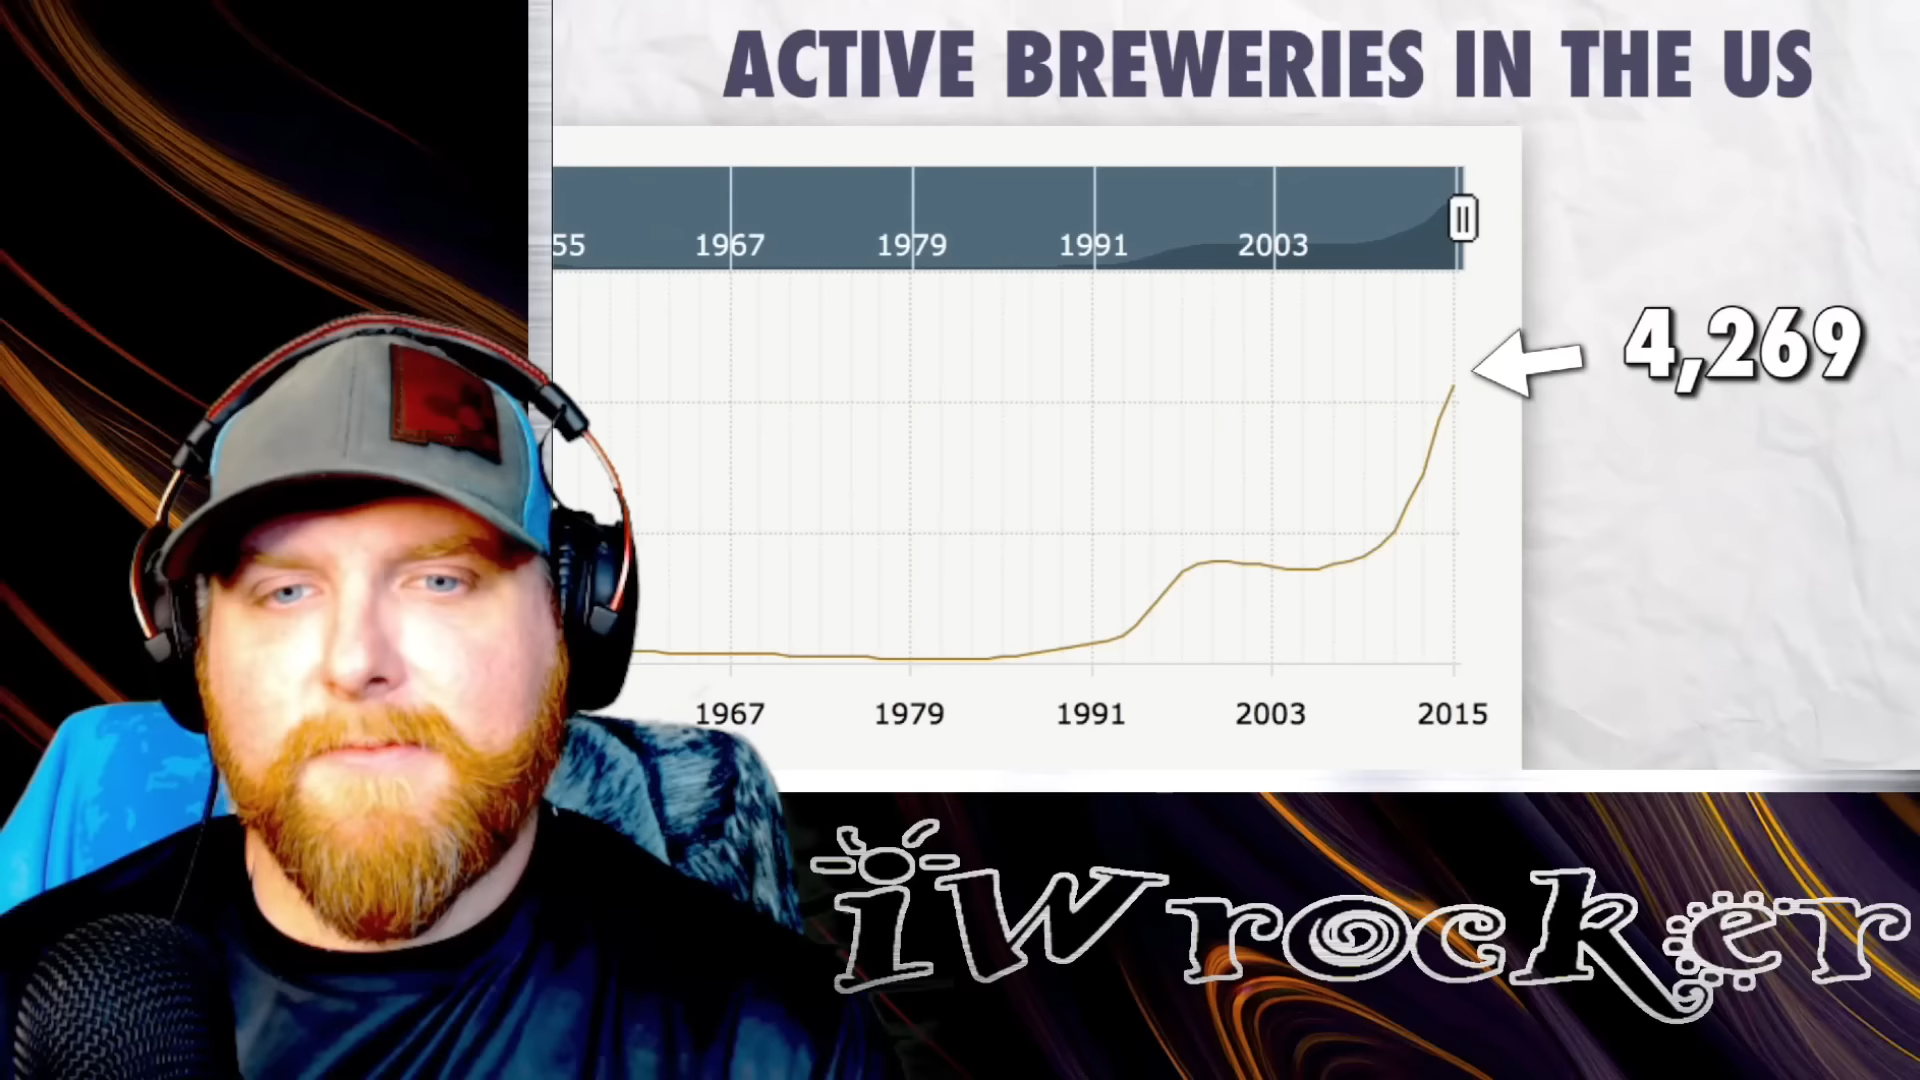 ACTIVE BREWERIES IN THE US
55 1967 1979 1991 2003
4,269
1967 1979 1991 2003 2015
iWrocker